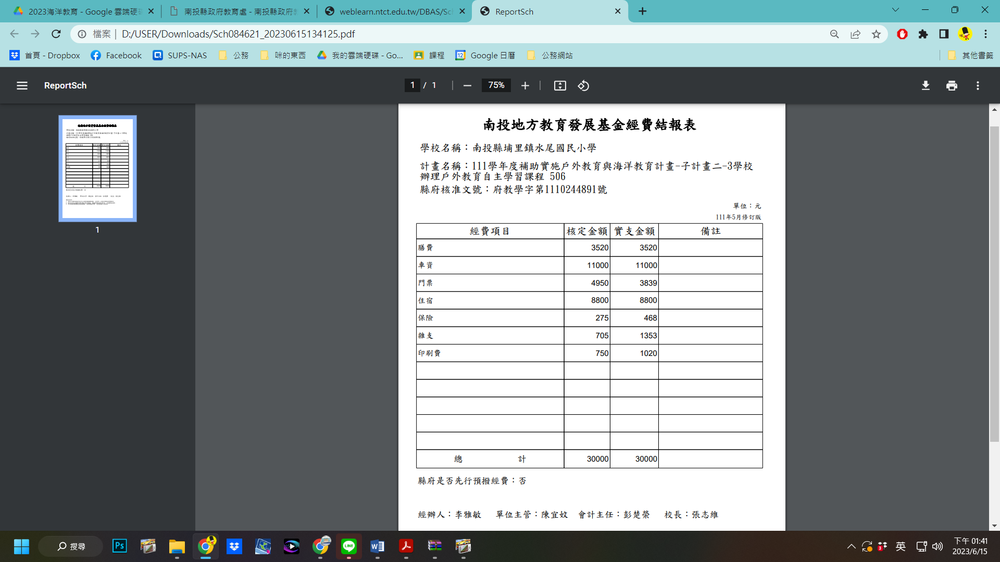 2023海洋教育 - Google 雲端硬碟
南投縣政府教育處 - 南投縣政府
weblearn.ntct.edu.tw/DBAS/Sc
ReportSch
檔案 | D:/USER/Downloads/Sch084621_20230615134125.pdf
首頁 - Dropbox
Facebook
SUPS-NAS
公務
咪的東西
我的雲端硬碟 - Go...
課程
12
Google 日曆
公務網站
其他書籤
ReportSch
1 / 1
75%
1
南投地方教育發展基金經費結報表
學校名稱：南投縣埔里鎮水尾國民小學
計畫名稱：111學年度補助實施戶外教育與海洋教育計畫-子計畫二-3學校
辦理戶外教育自主學習課程 506
縣府核准文號：府教學字第1110244891號
單位：元
111年5月修訂版
經費項目 核定金額 實支金額 備註
膳費 3520 3520
車資 11000 11000
門票 4950 3839
住宿 8800 8800
保險 275 468
雜支 705 1353
印刷費 750 1020
總 計 30000 30000
縣府是否先行預撥經費：否
經辦人：李雅敏 單位主管：陳宜妏 會計主任：彭楚榮 校長：張志維
搜尋
Ps
LINE
W
3
英
下午 01:41
2023/6/15